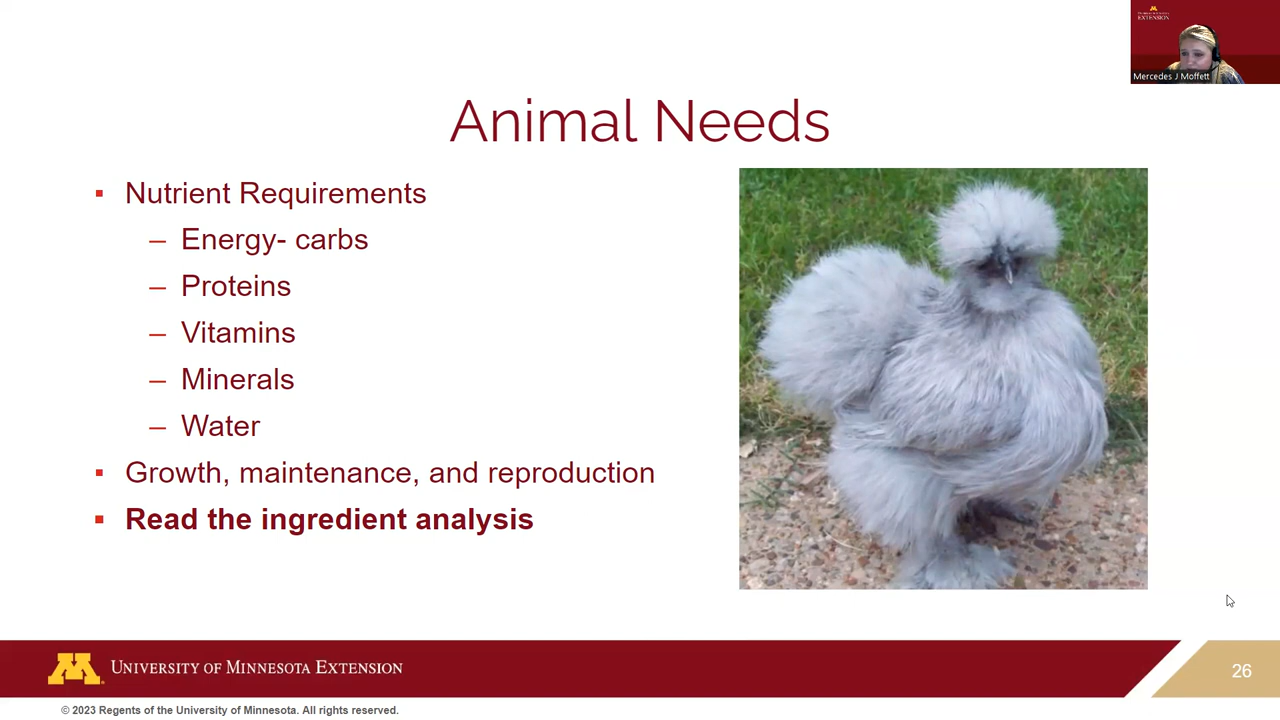 EXTENSION
Mercedes J Moffett
Animal Needs
▪ Nutrient Requirements
– Energy- carbs
– Proteins
– Vitamins
– Minerals
– Water
▪ Growth, maintenance, and reproduction
▪ Read the ingredient analysis
M UNIVERSITY OF MINNESOTA EXTENSION
26
© 2023 Regents of the University of Minnesota. All rights reserved.